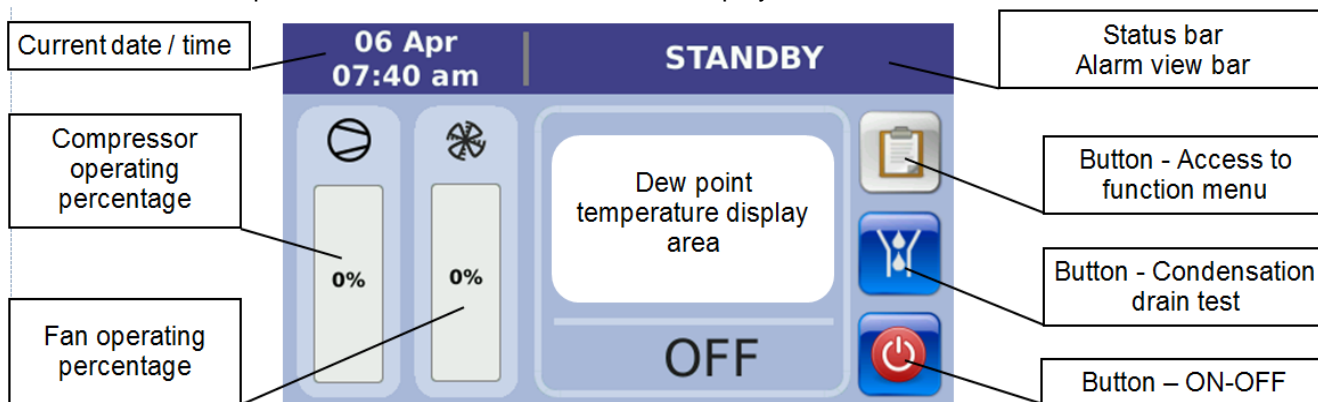 Current date / time
06 Apr
07:40 am
STANDBY
Status bar
Alarm view bar
Compressor
operating
percentage
0%
Fan operating
percentage
0%
Dew point
temperature display
area
OFF
Button - Access to
function menu
Button - Condensation
drain test
Button – ON-OFF